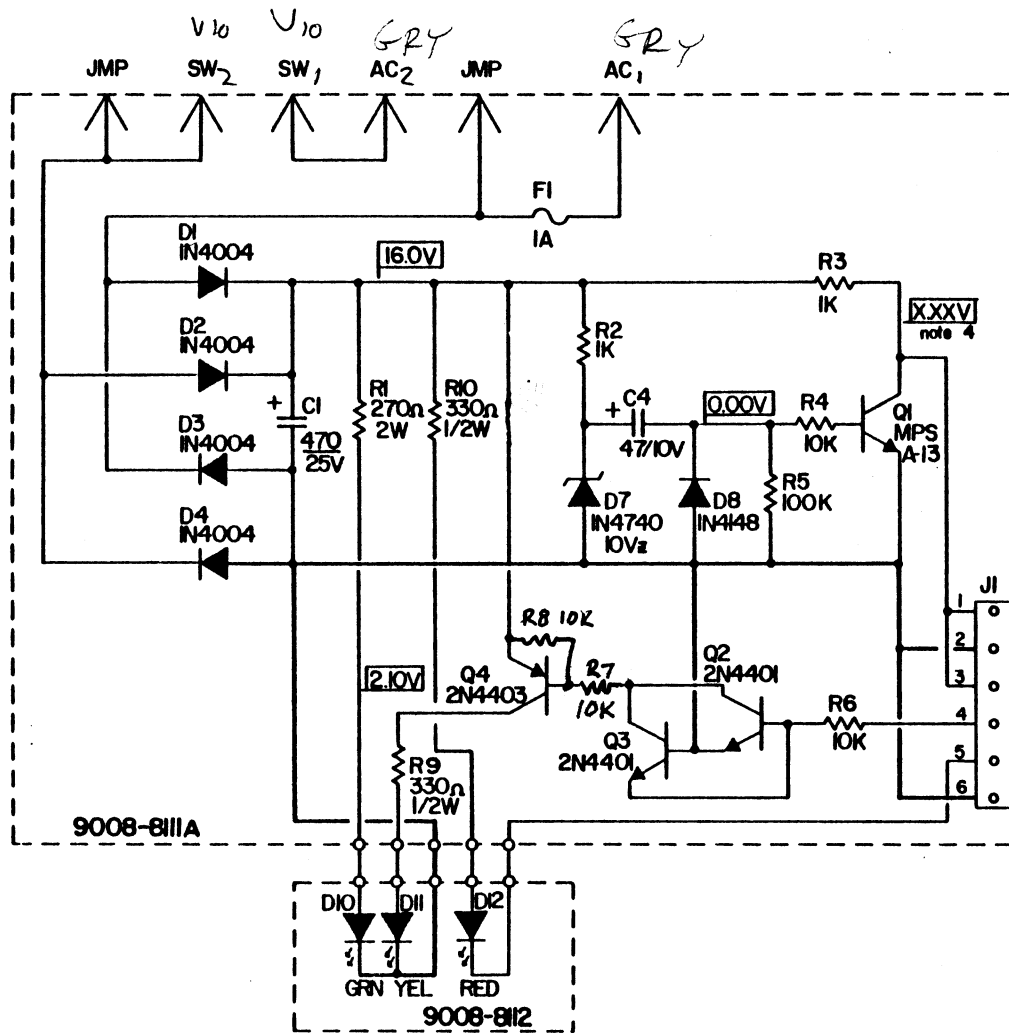 V10 U10 GRY GRY
JMP SW2 SW1 AC2 JMP AC1
F1
1A
D1
1N4004
16.0V
R3
1K
X.XXV
note 4
D2
1N4004
R2
1K
R1
270Ω
2W
R10
330Ω
1/2W
+ C1
470
25V
+ C4
47/10V
0.00V
R4
10K
Q1
MPS
A-13
D3
1N4004
D7
1N4740
10Vz
D8
1N4148
R5
100K
D4
1N4004
J1
1
2
3
4
5
6
R8 10K
Q4
2N4403
R7
10K
Q2
2N4401
2.10V
Q3
2N4401
R6
10K
R9
330Ω
1/2W
9008-8111A
D10 D11 D12
GRN YEL RED
9008-8112